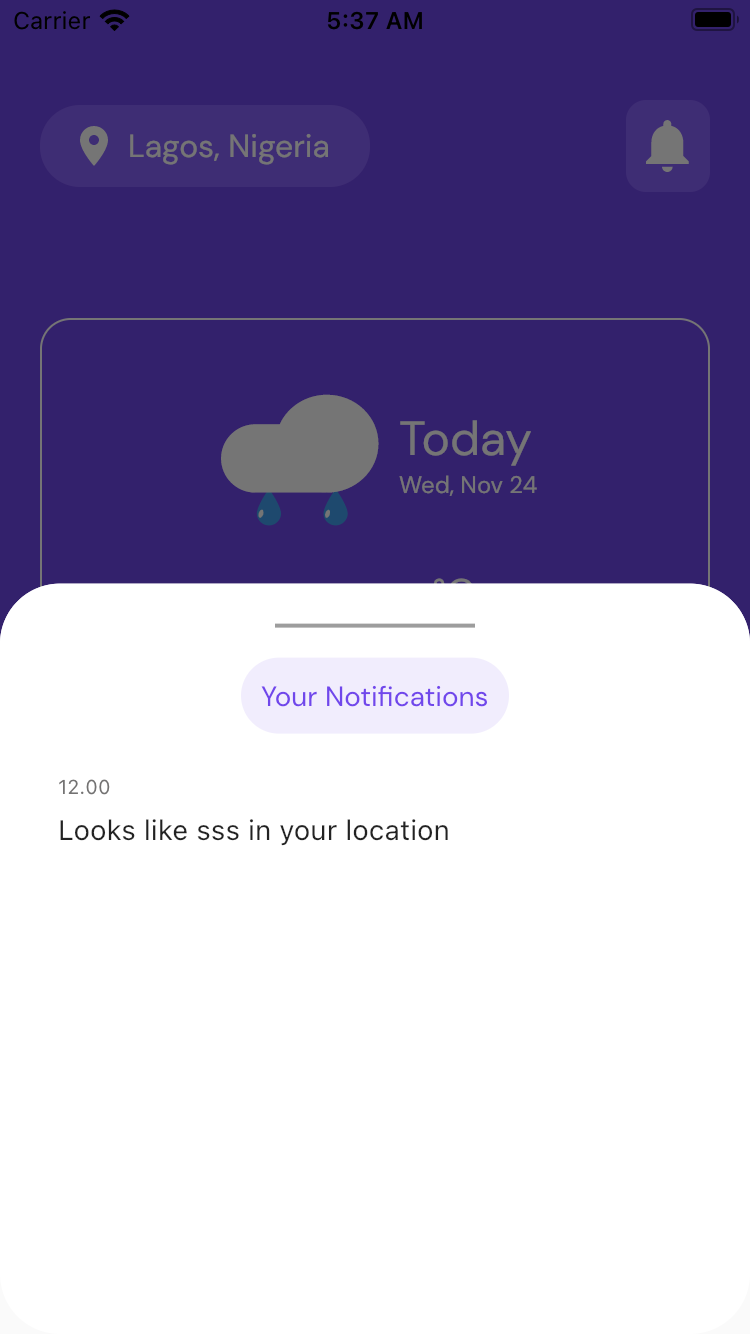 Carrier 5:37 AM
Lagos, Nigeria
Today
Wed, Nov 24
Your Notifications
12.00
Looks like sss in your location